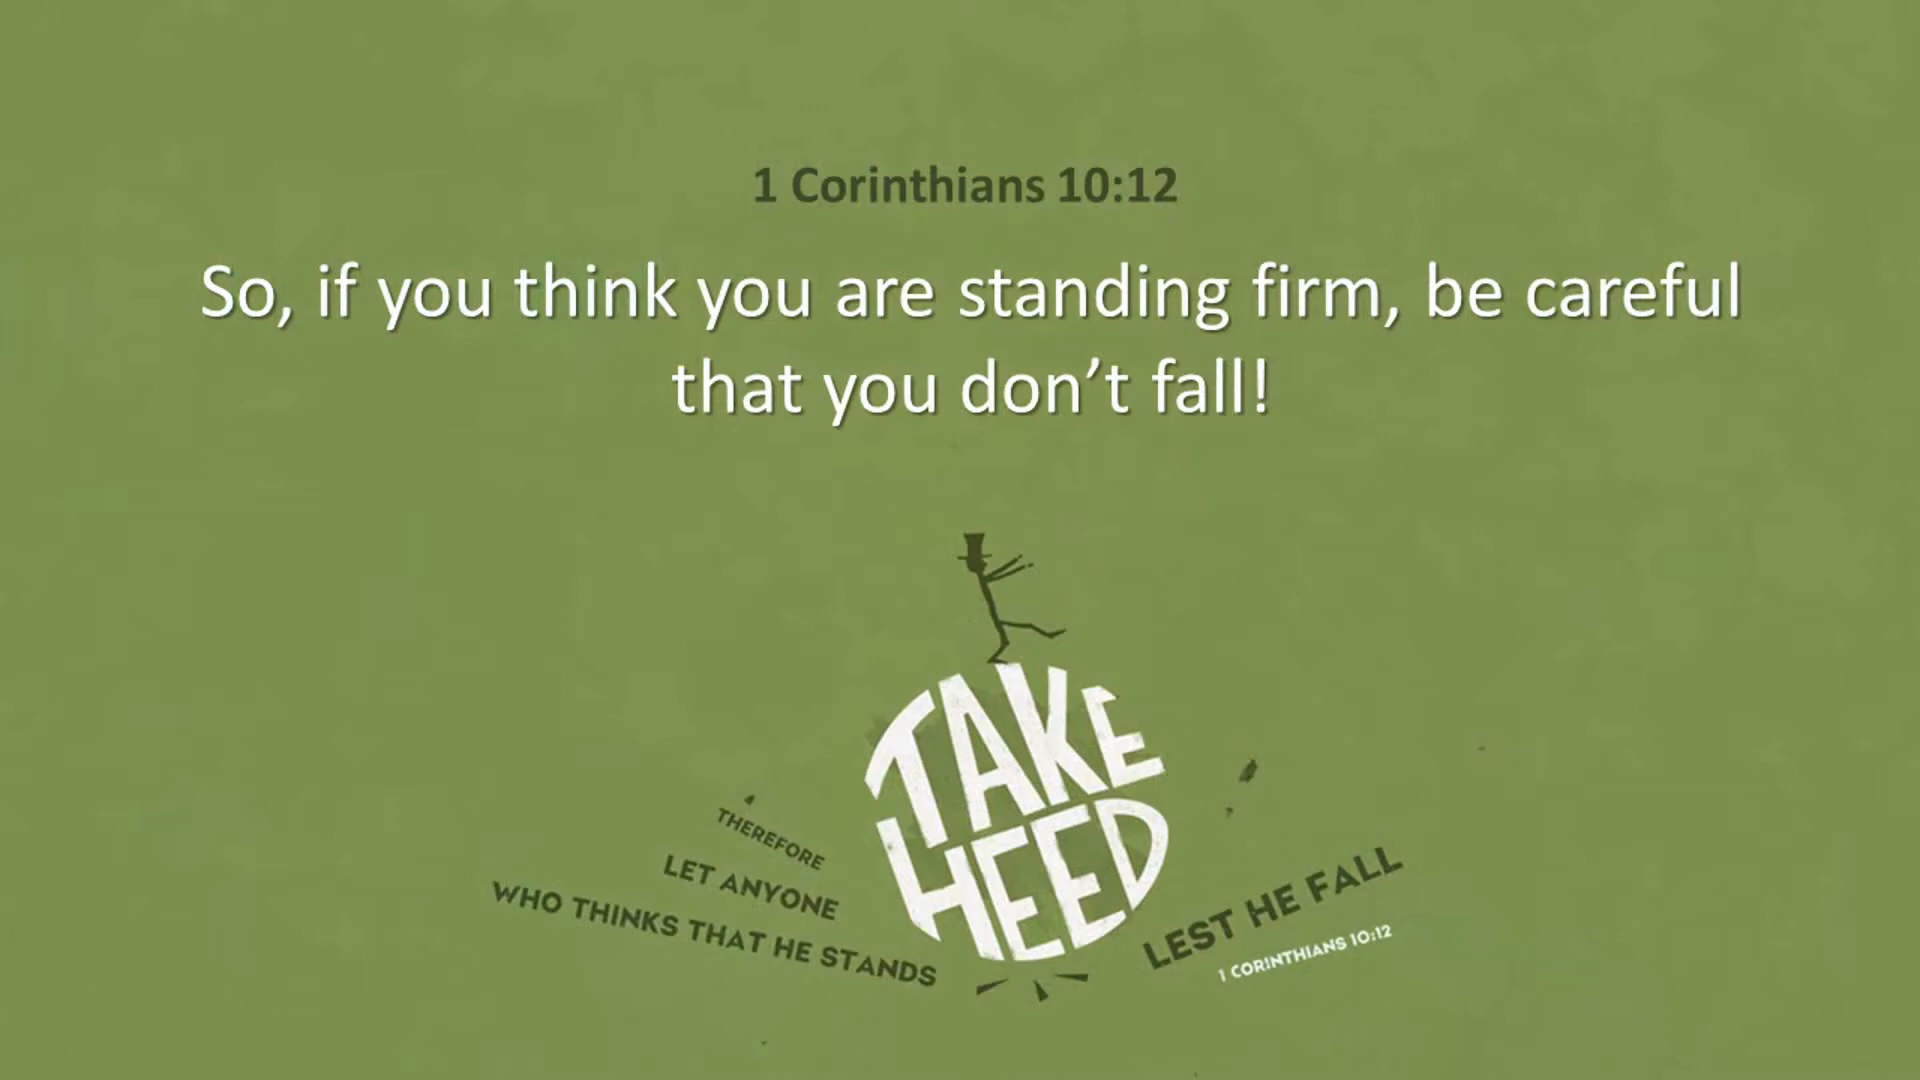 1 Corinthians 10:12
So, if you think you are standing firm, be careful
that you don’t fall!
THEREFORE
LET ANYONE
WHO THINKS THAT HE STANDS
TAKE
HEED
LEST HE FALL
1 CORINTHIANS 10:12